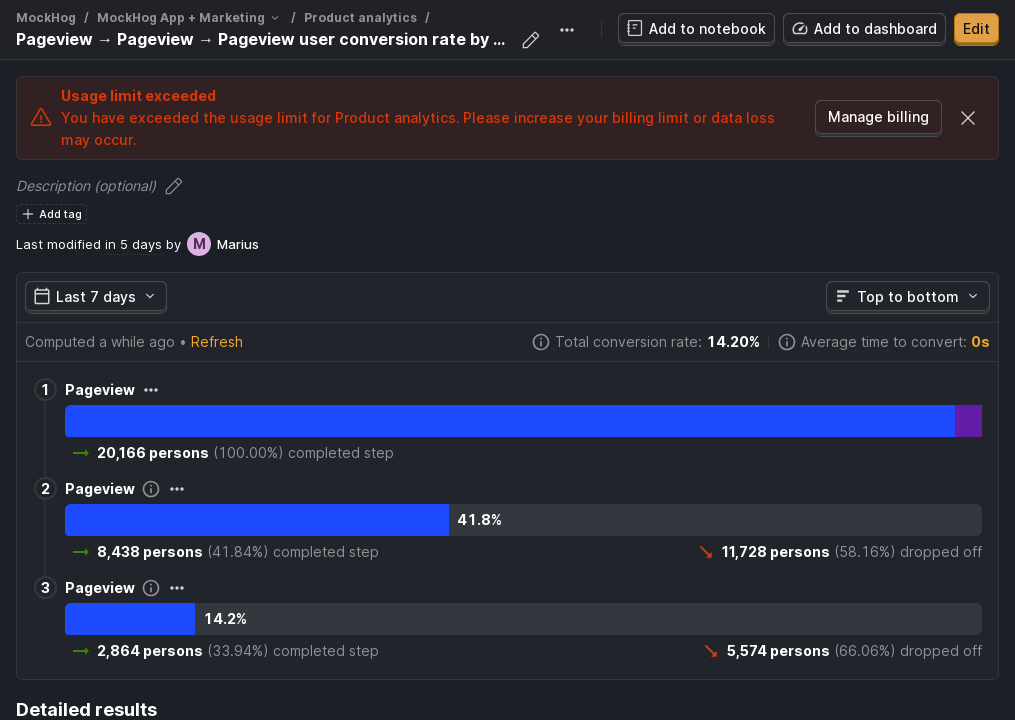 MockHog / MockHog App + Marketing / Product analytics /
Pageview → Pageview → Pageview user conversion rate by ...
Add to notebook
Add to dashboard
Edit
Usage limit exceeded
You have exceeded the usage limit for Product analytics. Please increase your billing limit or data loss
may occur.
Manage billing
Description (optional)
Add tag
Last modified in 5 days by M Marius
Last 7 days
Top to bottom
Computed a while ago • Refresh
Total conversion rate: 14.20%
Average time to convert: 0s
1 Pageview
20,166 persons (100.00%) completed step
2 Pageview
41.8%
8,438 persons (41.84%) completed step
11,728 persons (58.16%) dropped off
3 Pageview
14.2%
2,864 persons (33.94%) completed step
5,574 persons (66.06%) dropped off
Detailed results